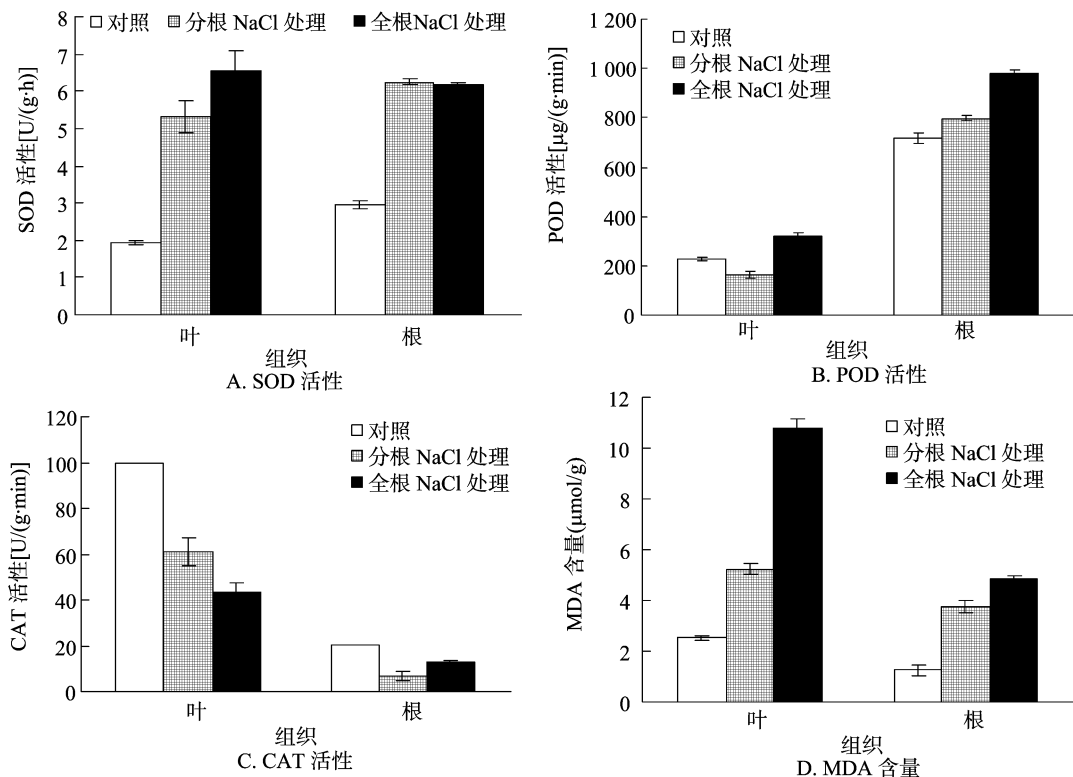 SOD 活性[U/(g·h)]
8
7
6
5
4
3
2
1
0
对照 分根 NaCl 处理 全根NaCl 处理
叶 根
组织
A. SOD 活性
POD 活性[μg/(g·min)]
1 200
1 000
800
600
400
200
0
对照
分根 NaCl 处理
全根 NaCl 处理
叶 根
组织
B. POD 活性
CAT 活性[U/(g·min)]
120
100
80
60
40
20
0
对照
分根 NaCl 处理
全根 NaCl 处理
叶 根
组织
C. CAT 活性
MDA 含量(μmol/g)
12
10
8
6
4
2
0
对照
分根 NaCl 处理
全根 NaCl 处理
叶 根
组织
D. MDA 含量